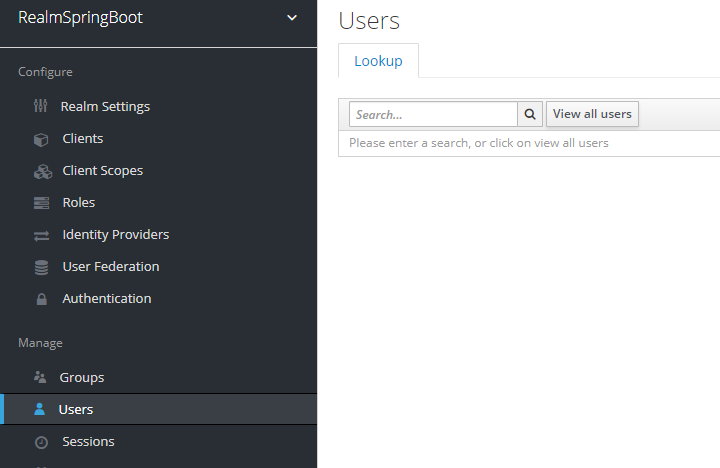 RealmSpringBoot
Configure
Realm Settings
Clients
Client Scopes
Roles
Identity Providers
User Federation
Authentication
Manage
Groups
Users
Sessions
Users
Lookup
Search...
View all users
Please enter a search, or click on view all users